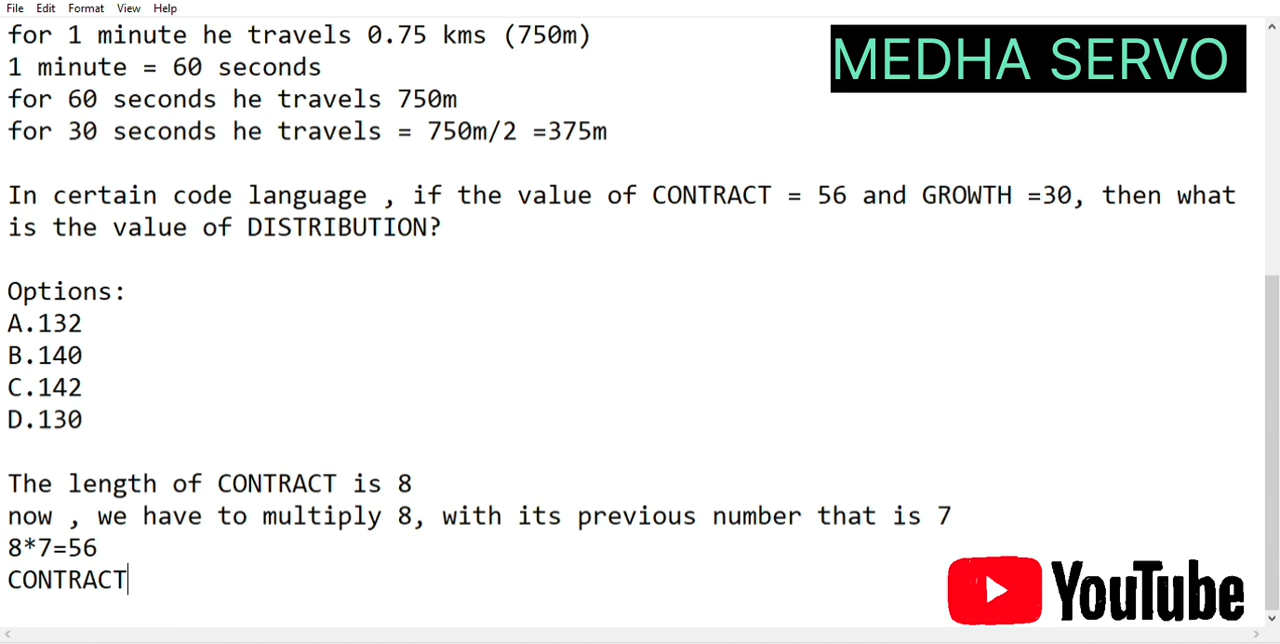 File Edit Format View Help
for 1 minute he travels 0.75 kms (750m)
MEDHA SERVO
1 minute = 60 seconds
for 60 seconds he travels 750m
for 30 seconds he travels = 750m/2 =375m
In certain code language , if the value of CONTRACT = 56 and GROWTH =30, then what
is the value of DISTRIBUTION?
Options:
A.132
B.140
C.142
D.130
The length of CONTRACT is 8
now , we have to multiply 8, with its previous number that is 7
8*7=56
CONTRACT
YouTube